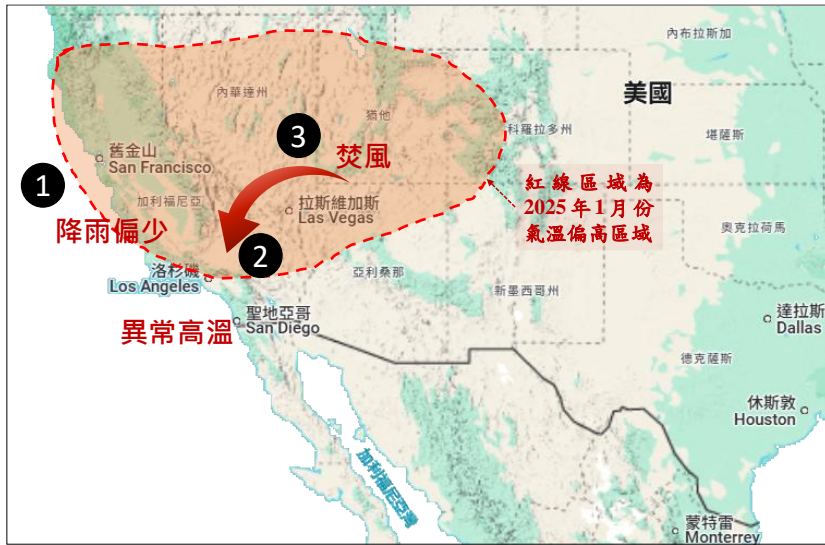 內布拉斯加
美國
內華達州
猶他
科羅拉多州
堪薩斯
3
焚風
舊金山
San Francisco
1
加利福尼亞
拉斯維加斯
Las Vegas
紅線區域為
2025年1月份
氣溫偏高區域
降雨偏少
奧克拉荷馬
2
洛杉磯
Los Angeles
亞利桑那
新墨西哥州
聖地亞哥
San Diego
異常高溫
達拉斯
Dallas
德克薩斯
休斯敦
Houston
加利福尼亞灣
蒙特雷
Monterrey